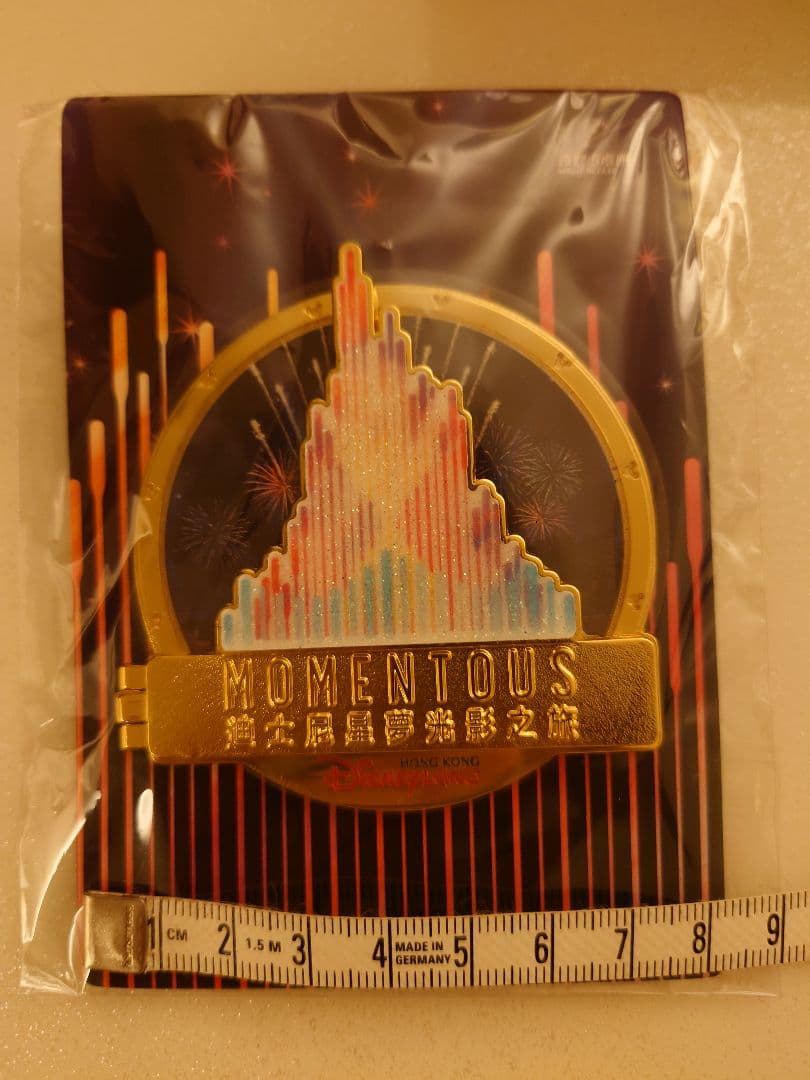 MOMENTOUS
迪士尼星夢光影之旅
HONG KONG
Disneyland
1 CM 2 1.5 M 3 4 MADE IN GERMANY 5 6 7 8 9